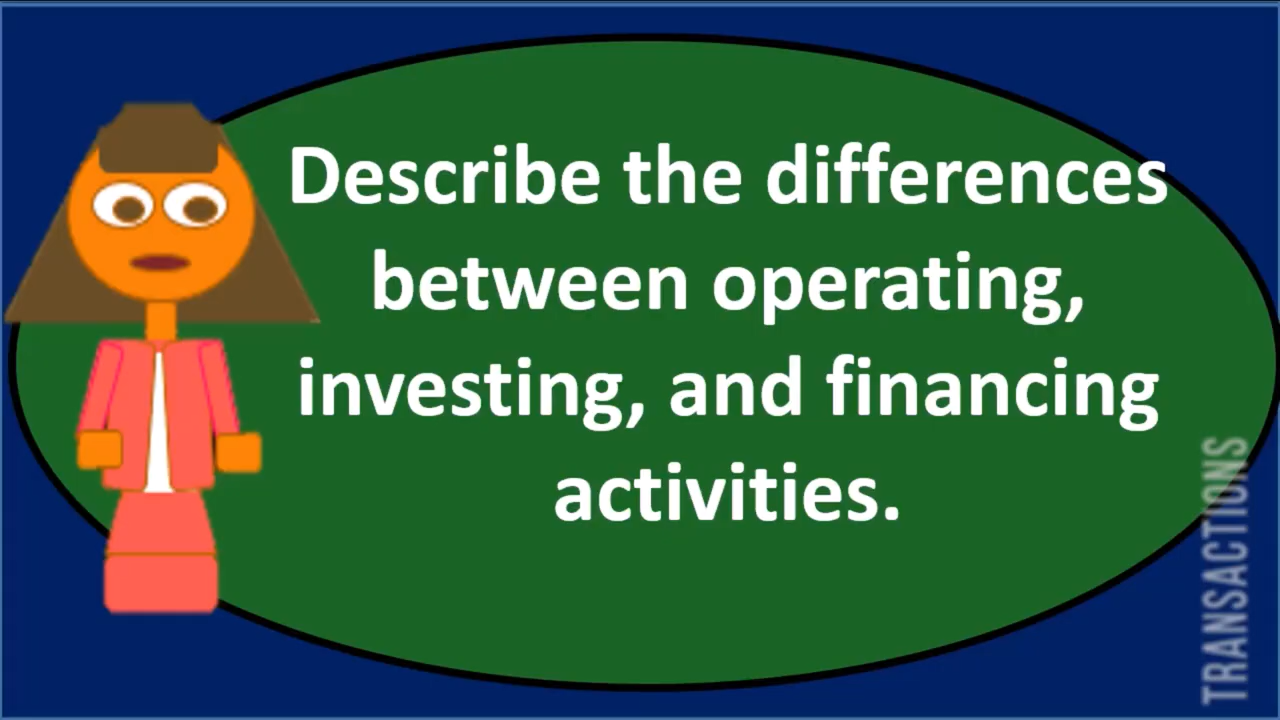 Describe the differences
between operating,
investing, and financing
activities.
TRANSACTIONS